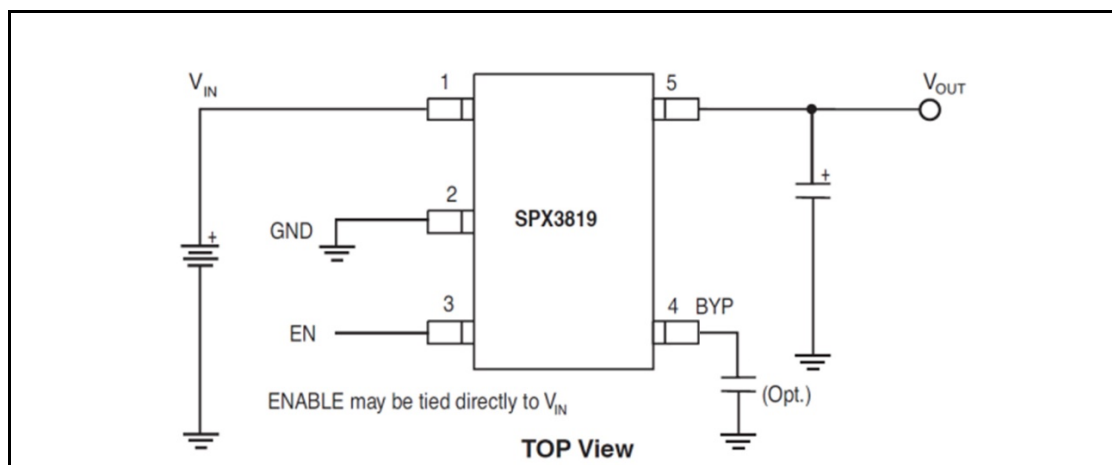 VIN
1
5
VOUT
+
2
GND
SPX3819
+
3
4 BYP
EN
(Opt.)
ENABLE may be tied directly to VIN
TOP View